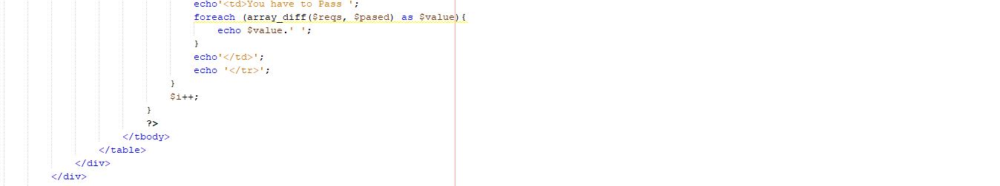 echo'<td>You have to Pass ';
foreach (array_diff($reqs, $pased) as $value){
echo $value.' ';
}
echo'</td>';
echo '</tr>';
}
$i++;
}
?>
</tbody>
</table>
</div>
</div>